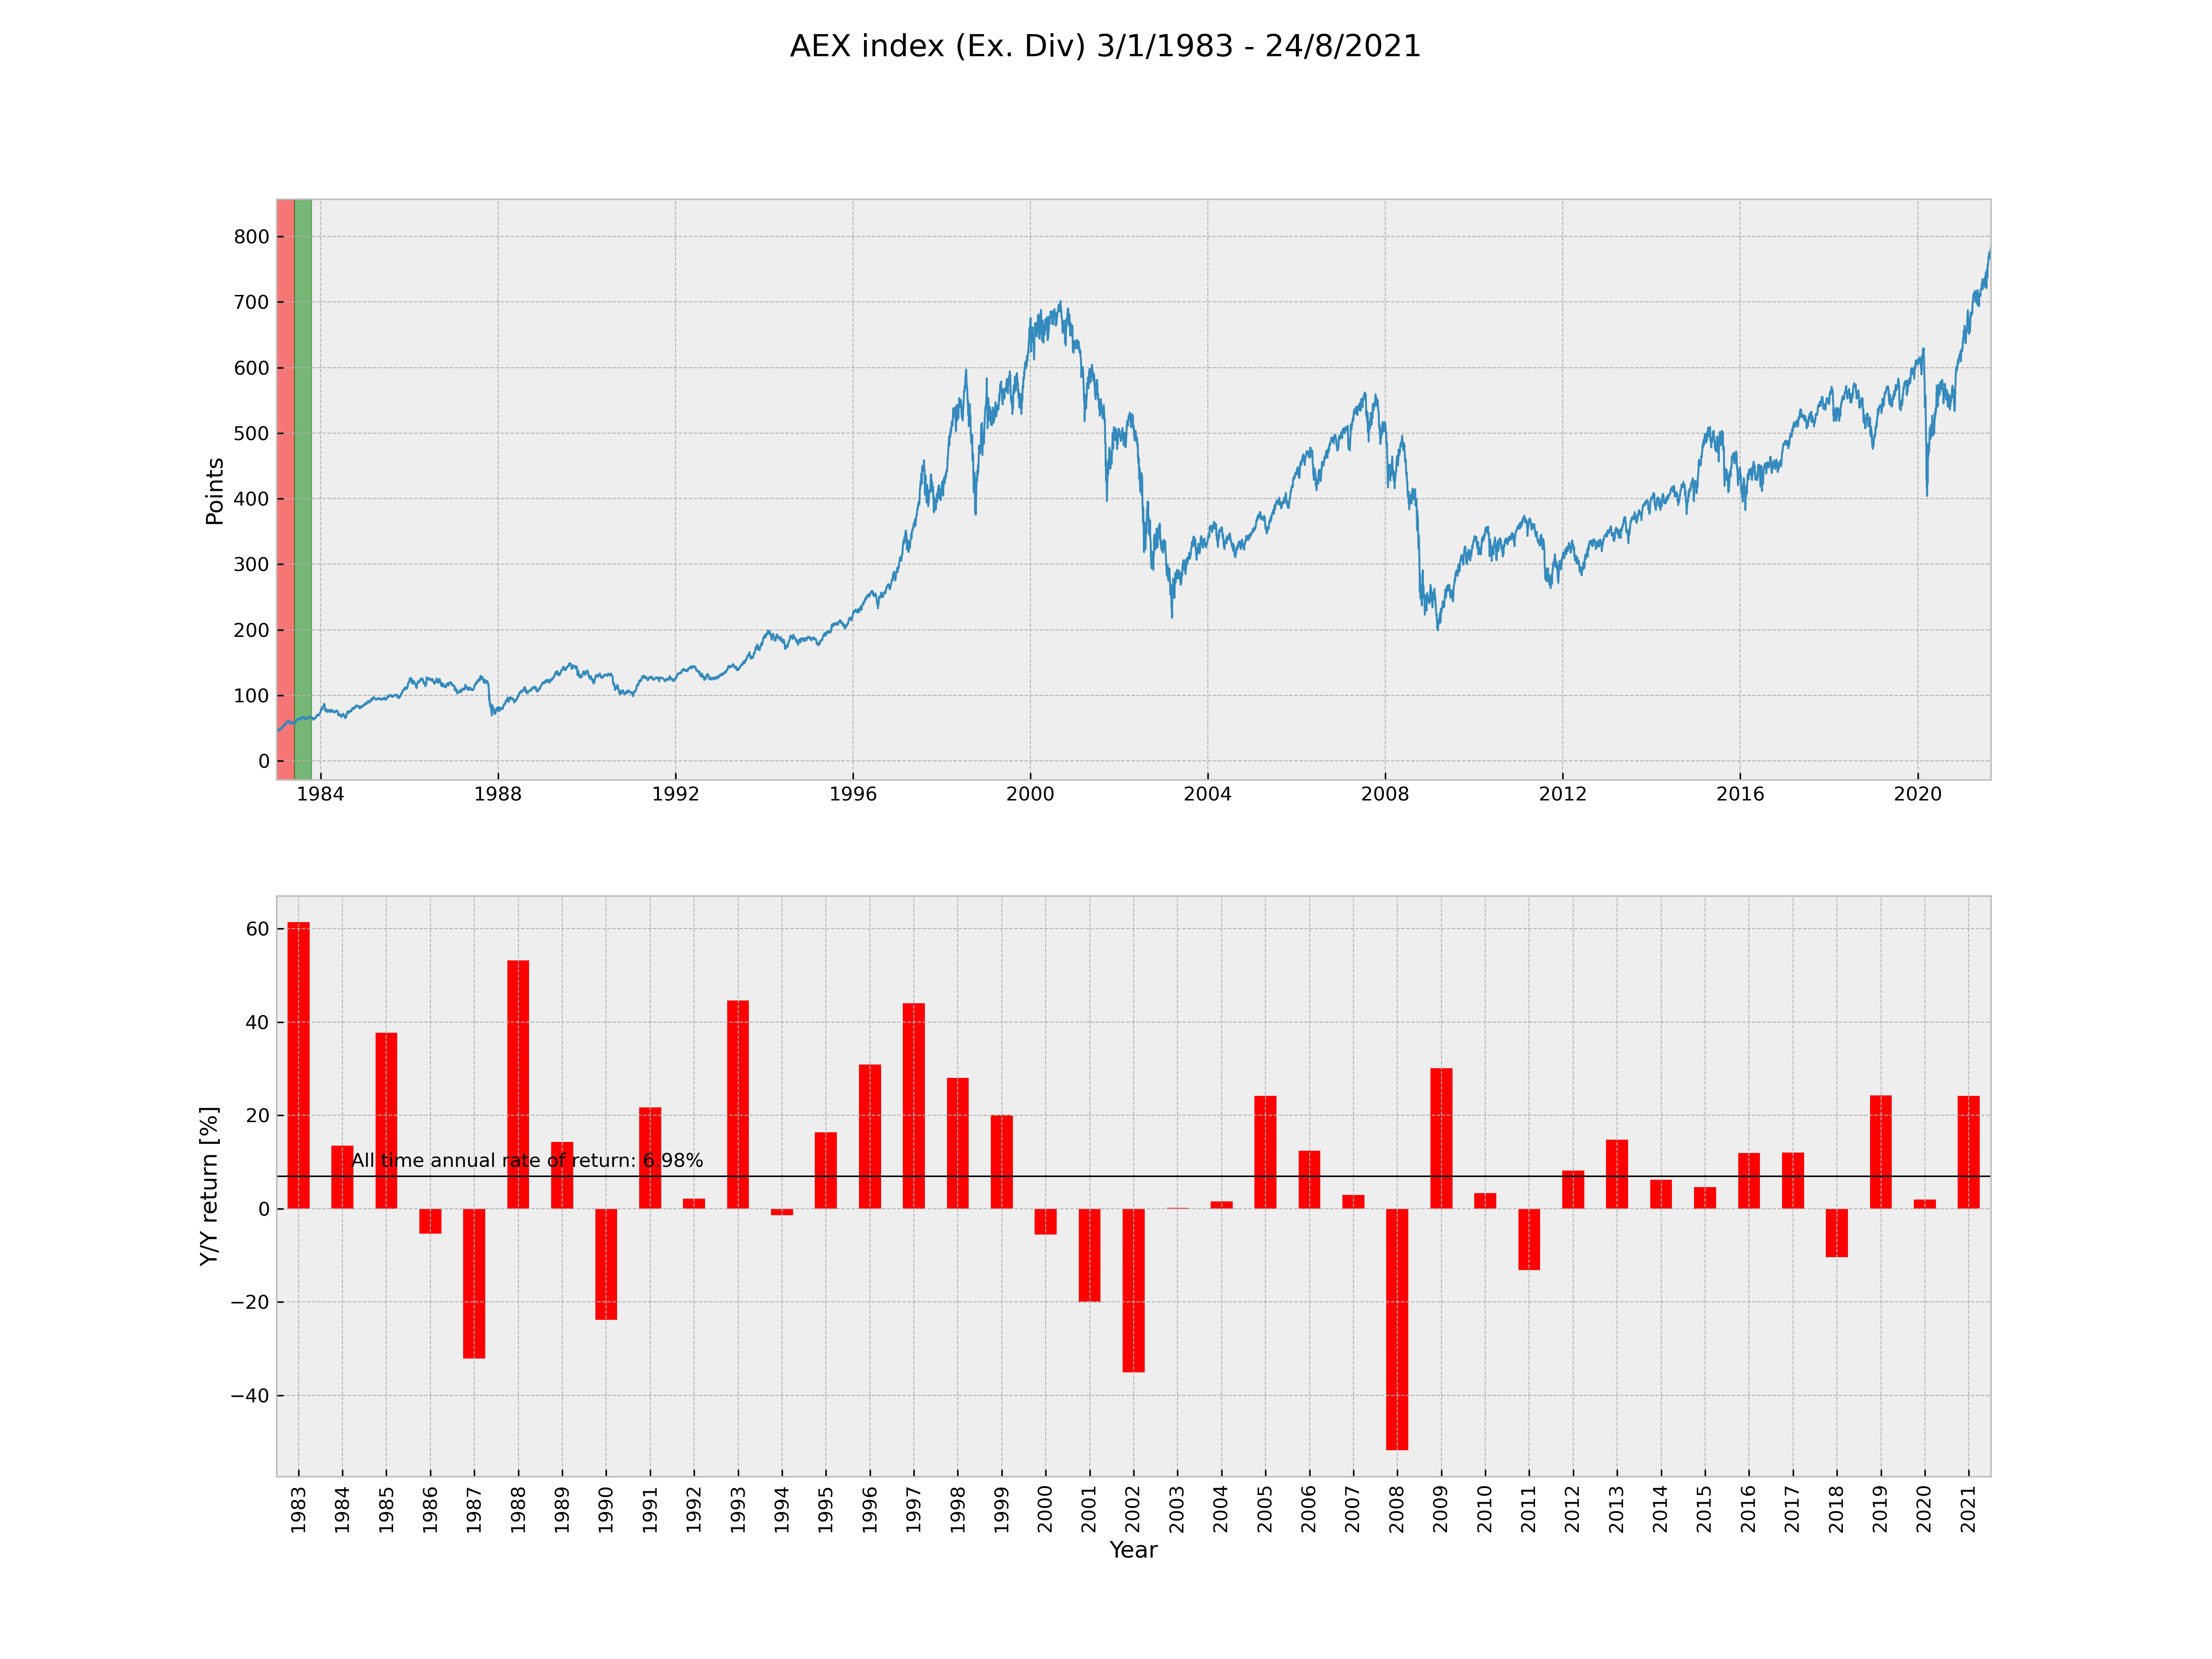 AEX index (Ex. Div) 3/1/1983 - 24/8/2021
Points
800
700
600
500
400
300
200
100
0
1984 1988 1992 1996 2000 2004 2008 2012 2016 2020
Y/Y return [%]
60
40
20
0
−20
−40
All time annual rate of return: 6.98%
1983 1984 1985 1986 1987 1988 1989 1990 1991 1992 1993 1994 1995 1996 1997 1998 1999 2000 2001 2002 2003 2004 2005 2006 2007 2008 2009 2010 2011 2012 2013 2014 2015 2016 2017 2018 2019 2020 2021
Year